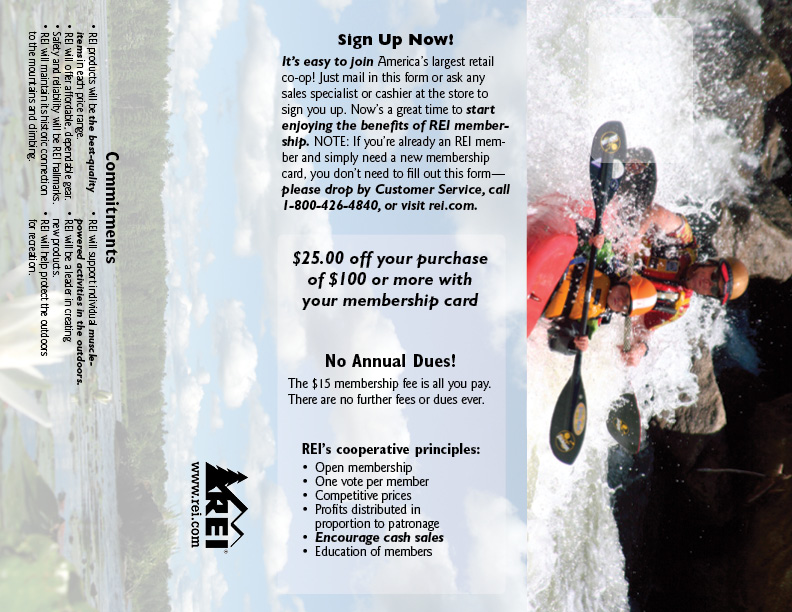 Sign Up Now!
It's easy to join America's largest retail
co-op! Just mail in this form or ask any
sales specialist or cashier at the store to
sign you up. Now's a great time to start
enjoying the benefits of REI member-
ship. NOTE: If you're already an REI mem-
ber and simply need a new membership
card, you don't need to fill out this form—
please drop by Customer Service, call
1-800-426-4840, or visit rei.com.
$25.00 off your purchase
of $100 or more with
your membership card
No Annual Dues!
The $15 membership fee is all you pay.
There are no further fees or dues ever.
REI's cooperative principles:
• Open membership
• One vote per member
• Competitive prices
• Profits distributed in
proportion to patronage
• Encourage cash sales
• Education of members
Commitments
• REI products will be the best-quality
items in each price range.
• REI will offer affordable, dependable gear.
• Safety and reliability will be REI hallmarks.
• REI will maintain its historic connection
to the mountains and climbing.
• REI will support individual muscle-
powered activities in the outdoors.
• REI will be a leader in creating
new products.
• REI will help protect the outdoors
for recreation.
REI®
www.rei.com